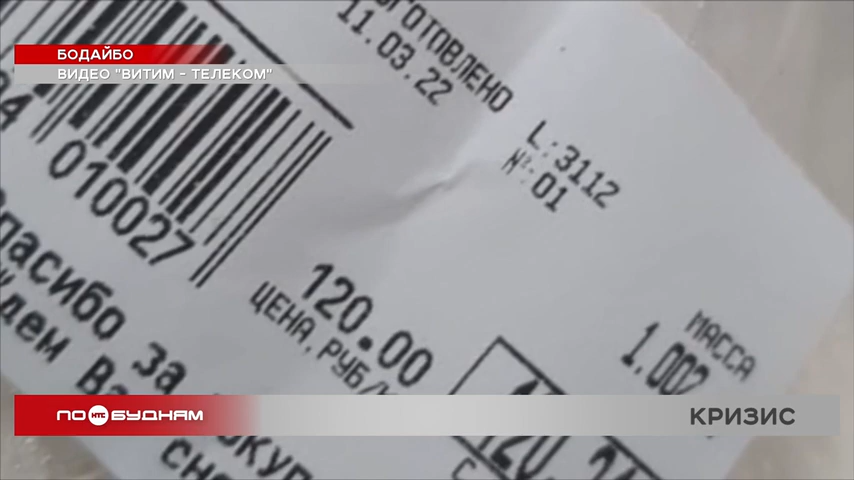 БОДАЙБО
ВИДЕО "ВИТИМ - ТЕЛЕКОМ"
11.03.22
L:3112
№:01
010027
120.00
ЦЕНА, РУБ/
МАССА
1.002
за
ПО НТС БУДНЯМ
КРИЗИС